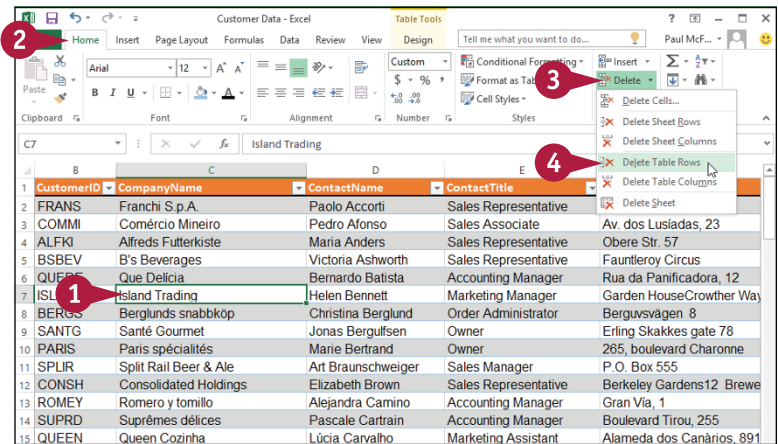 Customer Data - Excel
Table Tools
Home Insert Page Layout Formulas Data Review View Design Tell me what you want to do... Paul McF...
2
Paste
Arial 12 A A
B I U A
Custom
$ % ,
.00 .0
Conditional Formatting
Format as Tab
Cell Styles
3
Insert
Delete
Σ
Clipboard Font Alignment Number Styles
Delete Cells...
Delete Sheet Rows
Delete Sheet Columns
4
Delete Table Rows
Delete Table Columns
Delete Sheet
C7 fx Island Trading
B C D E
1 CustomerID CompanyName ContactName ContactTitle
2 FRANS Franchi S.p.A. Paolo Accorti Sales Representative
3 COMMI Comércio Mineiro Pedro Afonso Sales Associate Av. dos Lusíadas, 23
4 ALFKI Alfreds Futterkiste Maria Anders Sales Representative Obere Str. 57
5 BSBEV B's Beverages Victoria Ashworth Sales Representative Fauntleroy Circus
6 QUEDE Que Delícia Bernardo Batista Accounting Manager Rua da Panificadora, 12
1
7 ISL Island Trading Helen Bennett Marketing Manager Garden HouseCrowther Way
8 BERGS Berglunds snabbköp Christina Berglund Order Administrator Berguvsvägen 8
9 SANTG Santé Gourmet Jonas Bergulfsen Owner Erling Skakkes gate 78
10 PARIS Paris spécialités Marie Bertrand Owner 265, boulevard Charonne
11 SPLIR Split Rail Beer & Ale Art Braunschweiger Sales Manager P.O. Box 555
12 CONSH Consolidated Holdings Elizabeth Brown Sales Representative Berkeley Gardens12 Brewe
13 ROMEY Romero y tomillo Alejandra Camino Accounting Manager Gran Vía, 1
14 SUPRD Suprêmes délices Pascale Cartrain Accounting Manager Boulevard Tirou, 255
15 QUEEN Queen Cozinha Lúcia Carvalho Marketing Assistant Alameda dos Canàrios, 891